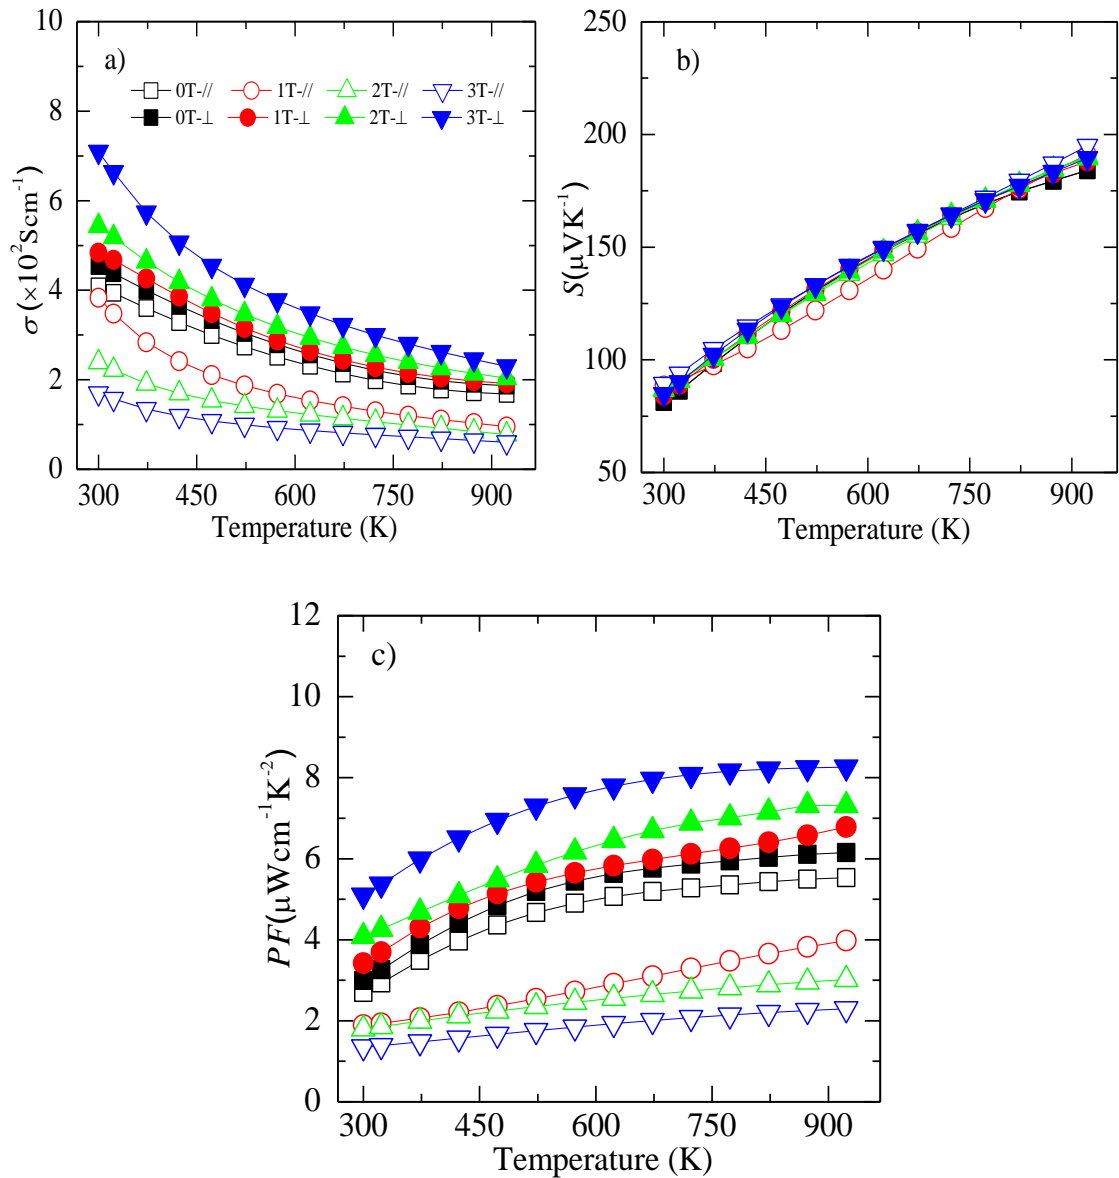 a)
σ (×10²Scm⁻¹)
10
8
6
4
2
0
0T-// 1T-// 2T-// 3T-//
0T-⊥ 1T-⊥ 2T-⊥ 3T-⊥
300 450 600 750 900
Temperature (K)
b)
S(μVK⁻¹)
250
200
150
100
50
300 450 600 750 900
Temperature (K)
c)
PF(μWcm⁻¹K⁻²)
12
10
8
6
4
2
0
300 450 600 750 900
Temperature (K)